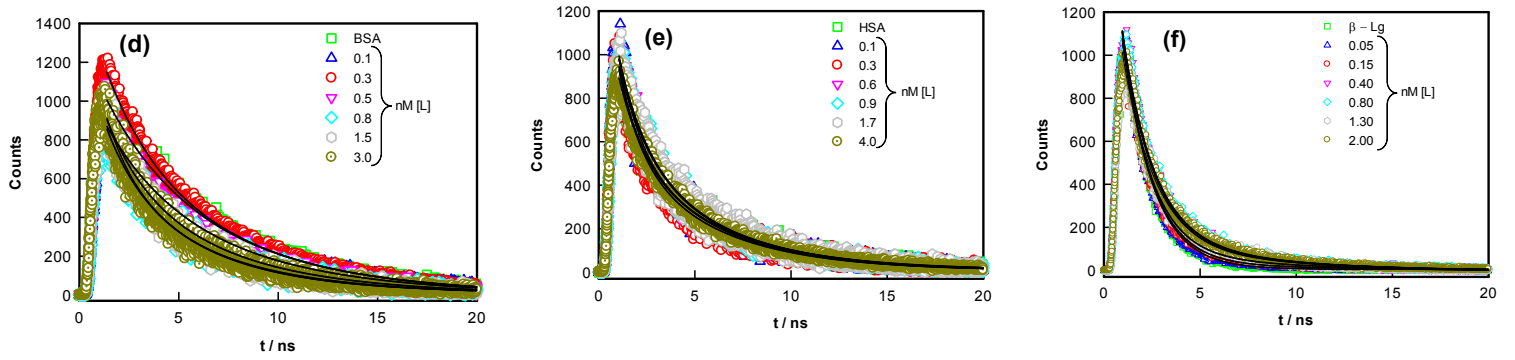 (d)
1400
1200
1000
800
600
400
200
0
Counts
BSA
0.1
0.3
0.5
0.8
1.5
3.0
nM [L]
0 5 10 15 20
t / ns
(e)
1200
1000
800
600
400
200
0
Counts
HSA
0.1
0.3
0.6
0.9
1.7
4.0
nM [L]
0 5 10 15 20
t / ns
(f)
1200
1000
800
600
400
200
0
Counts
β – Lg
0.05
0.15
0.40
0.80
1.30
2.00
nM [L]
0 5 10 15 20
t / ns